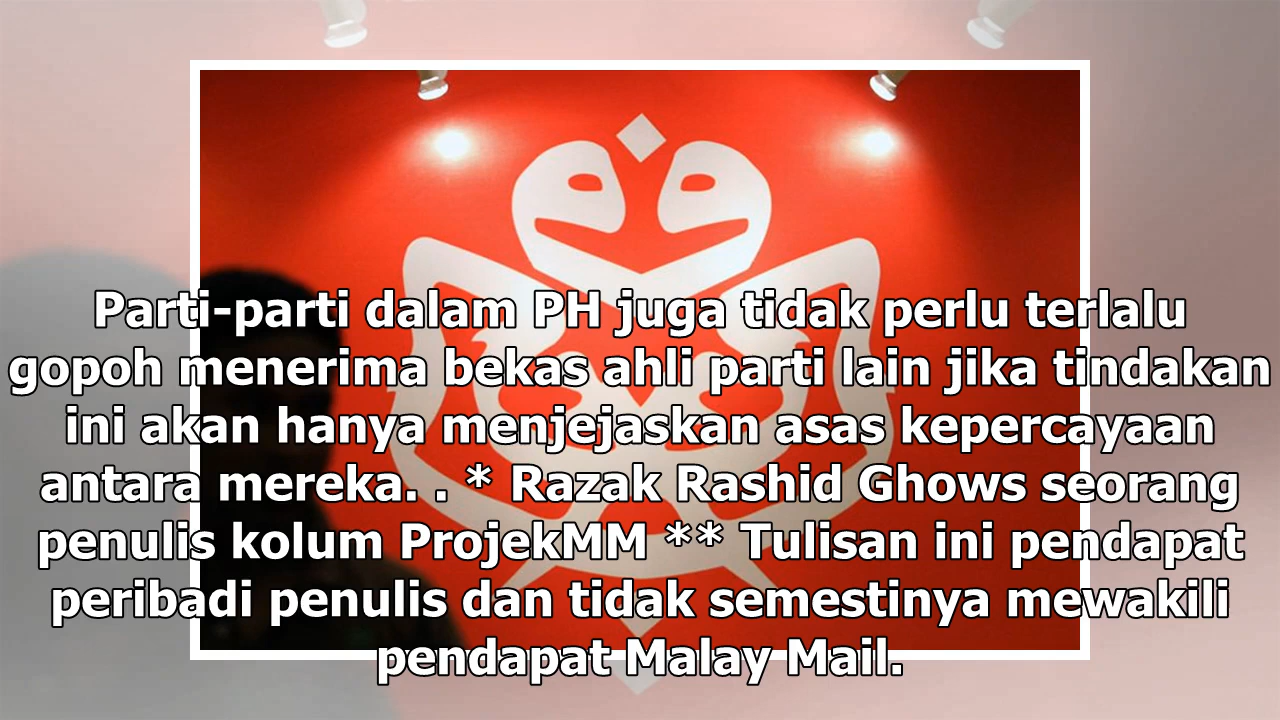 Parti-parti dalam PH juga tidak perlu terlalu
gopoh menerima bekas ahli parti lain jika tindakan
ini akan hanya menjejaskan asas kepercayaan
antara mereka. . * Razak Rashid Ghows seorang
penulis kolum ProjekMM ** Tulisan ini pendapat
peribadi penulis dan tidak semestinya mewakili
pendapat Malay Mail.